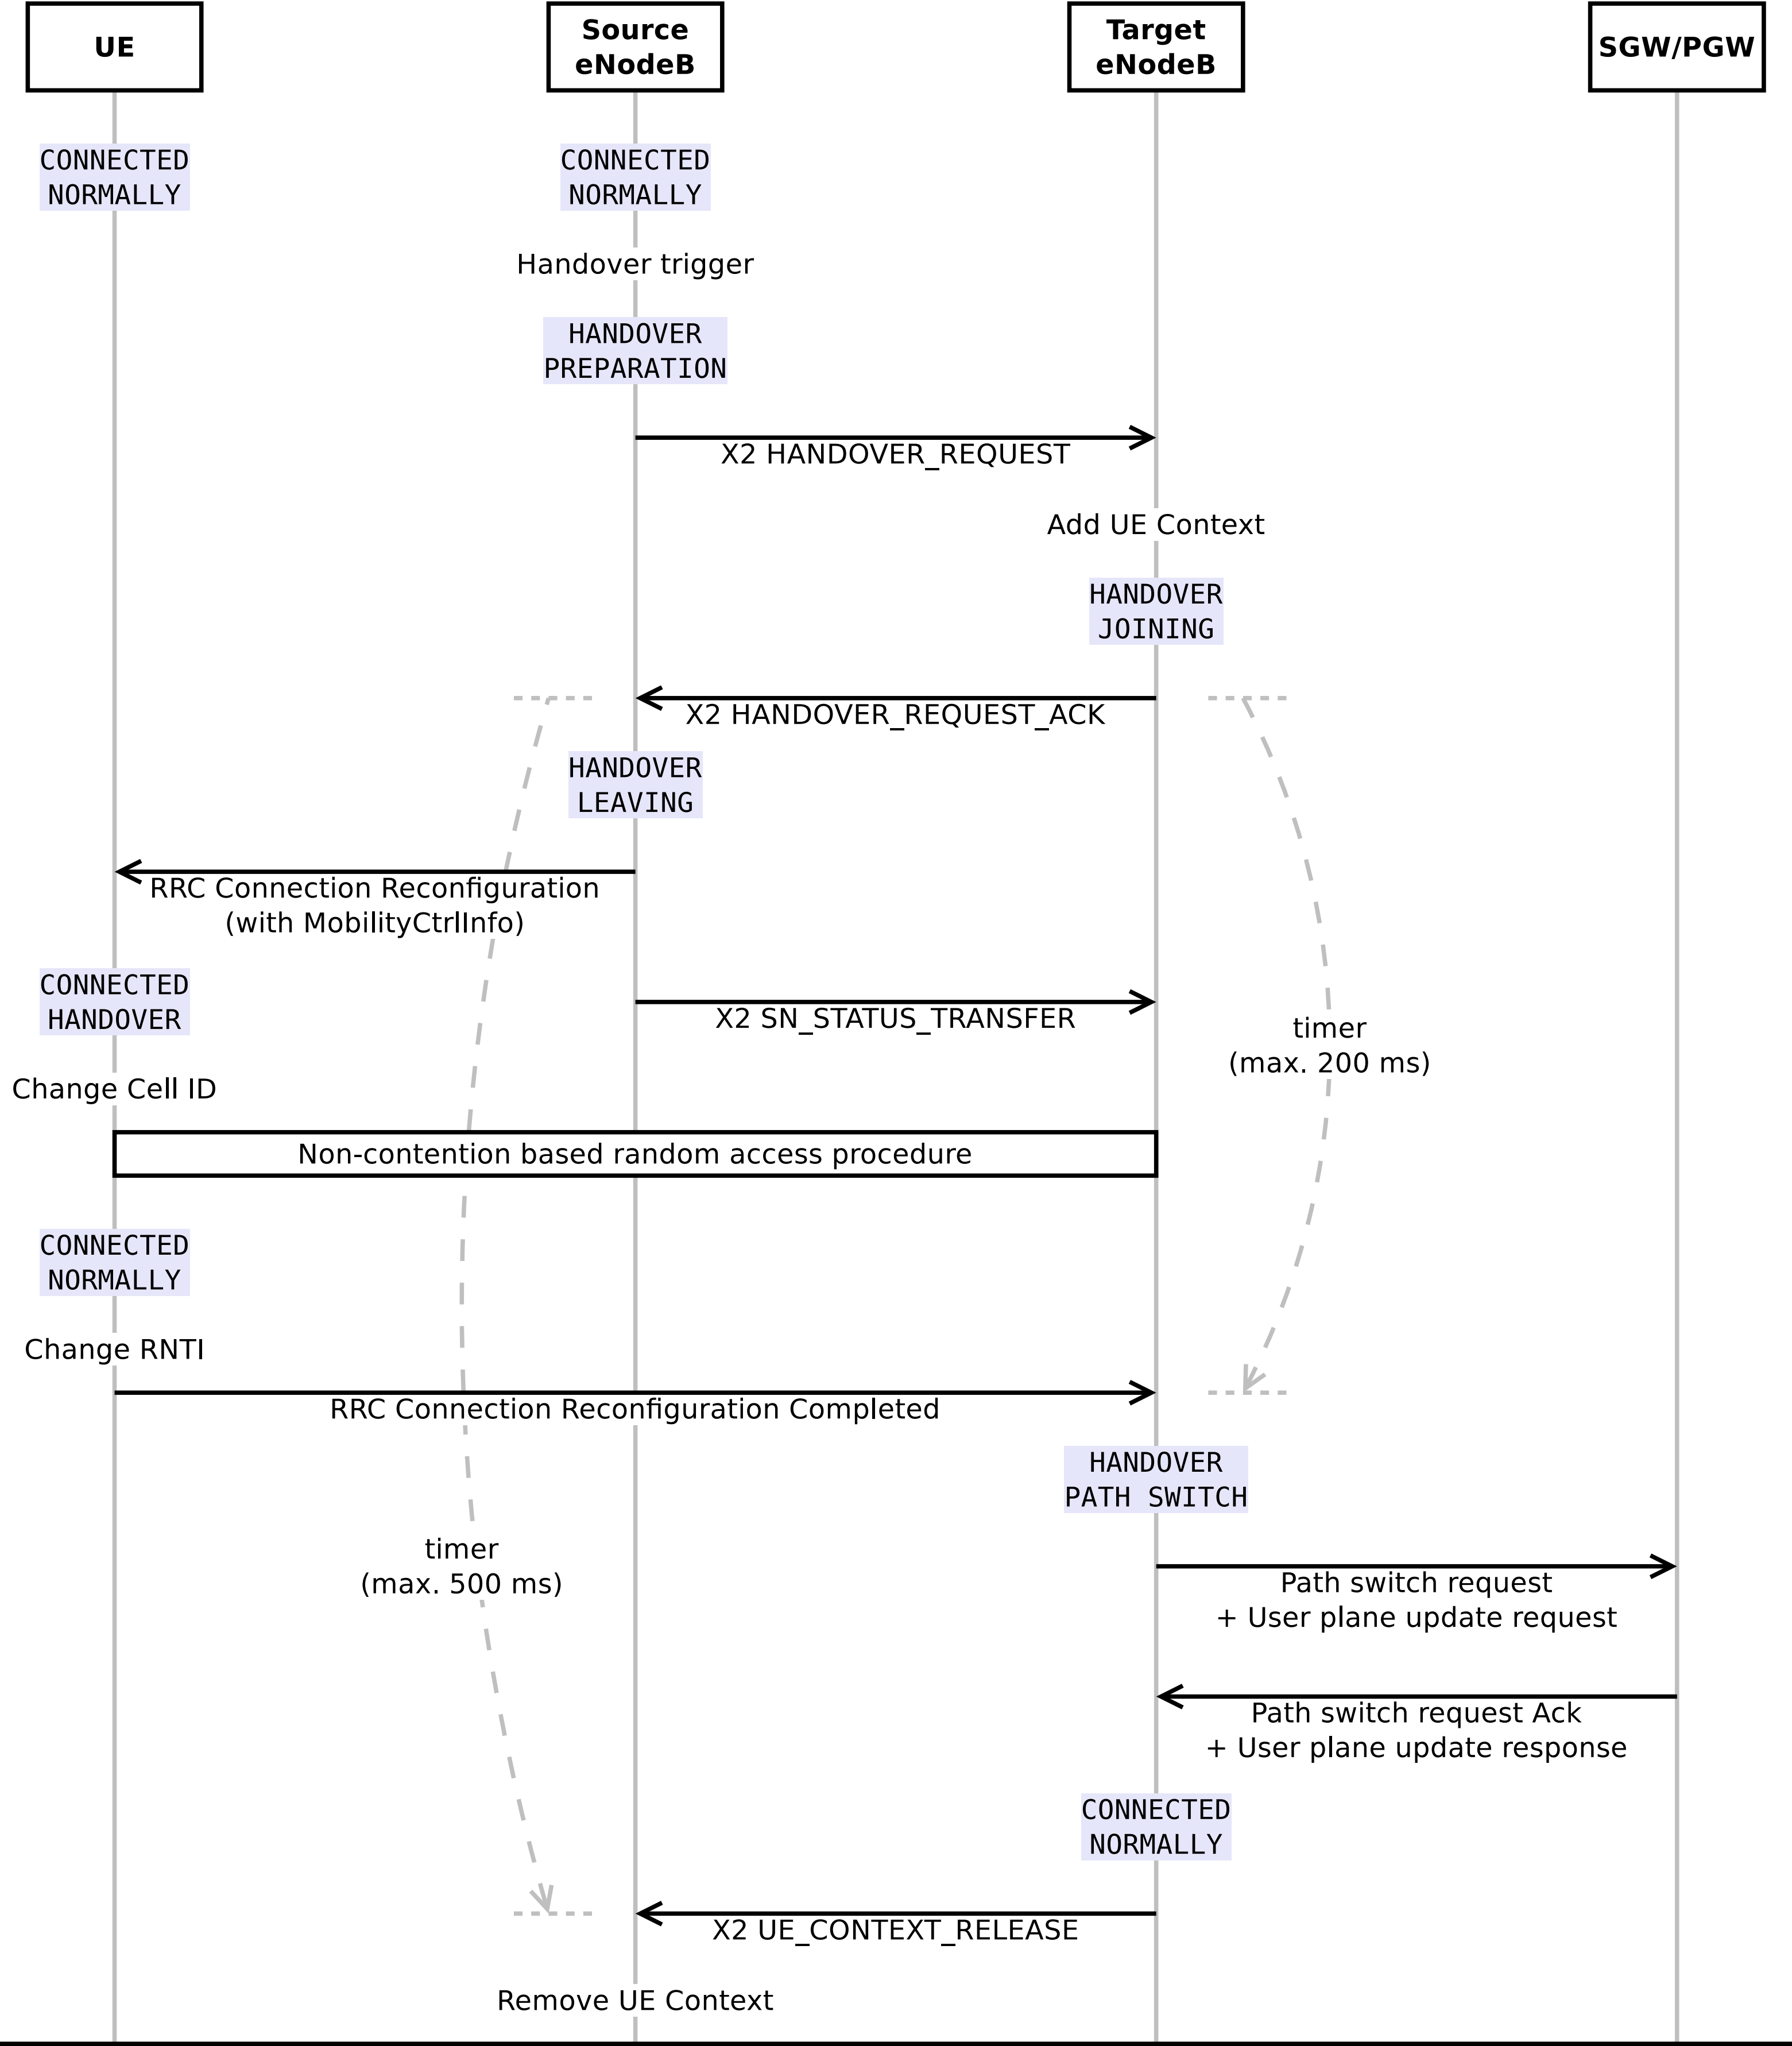 UE
Source
eNodeB
Target
eNodeB
SGW/PGW
CONNECTED
NORMALLY
CONNECTED
NORMALLY
Handover trigger
HANDOVER
PREPARATION
X2 HANDOVER_REQUEST
Add UE Context
HANDOVER
JOINING
X2 HANDOVER_REQUEST_ACK
HANDOVER
LEAVING
RRC Connection Reconfiguration
(with MobilityCtrlInfo)
CONNECTED
HANDOVER
X2 SN_STATUS_TRANSFER
timer
(max. 200 ms)
Change Cell ID
Non-contention based random access procedure
CONNECTED
NORMALLY
Change RNTI
RRC Connection Reconfiguration Completed
HANDOVER
PATH SWITCH
timer
(max. 500 ms)
Path switch request
+ User plane update request
Path switch request Ack
+ User plane update response
CONNECTED
NORMALLY
X2 UE_CONTEXT_RELEASE
Remove UE Context